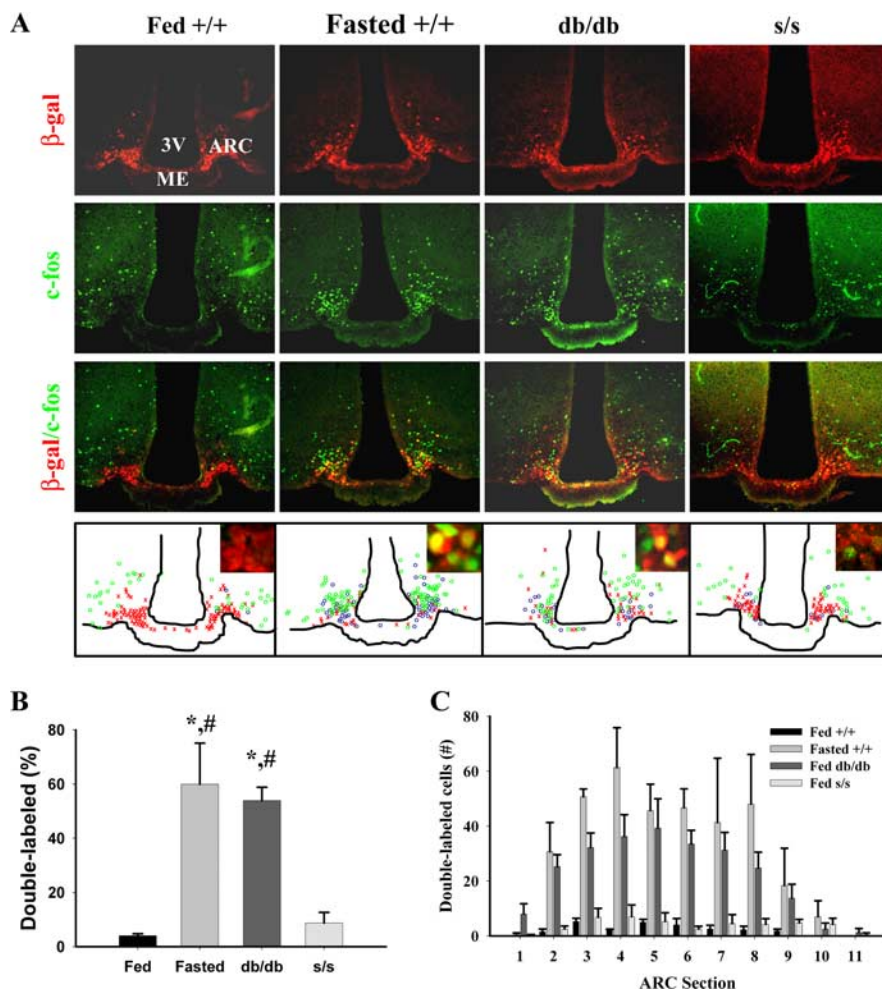 A
Fed +/+ Fasted +/+ db/db s/s
β-gal
3V ARC
ME
c-fos
β-gal/c-fos
B
Double-labeled (%)
80
60
40
20
0
*,# *,#
Fed Fasted db/db s/s
C
Double-labeled cells (#)
80
60
40
20
0
Fed +/+
Fasted +/+
Fed db/db
Fed s/s
1 2 3 4 5 6 7 8 9 10 11
ARC Section